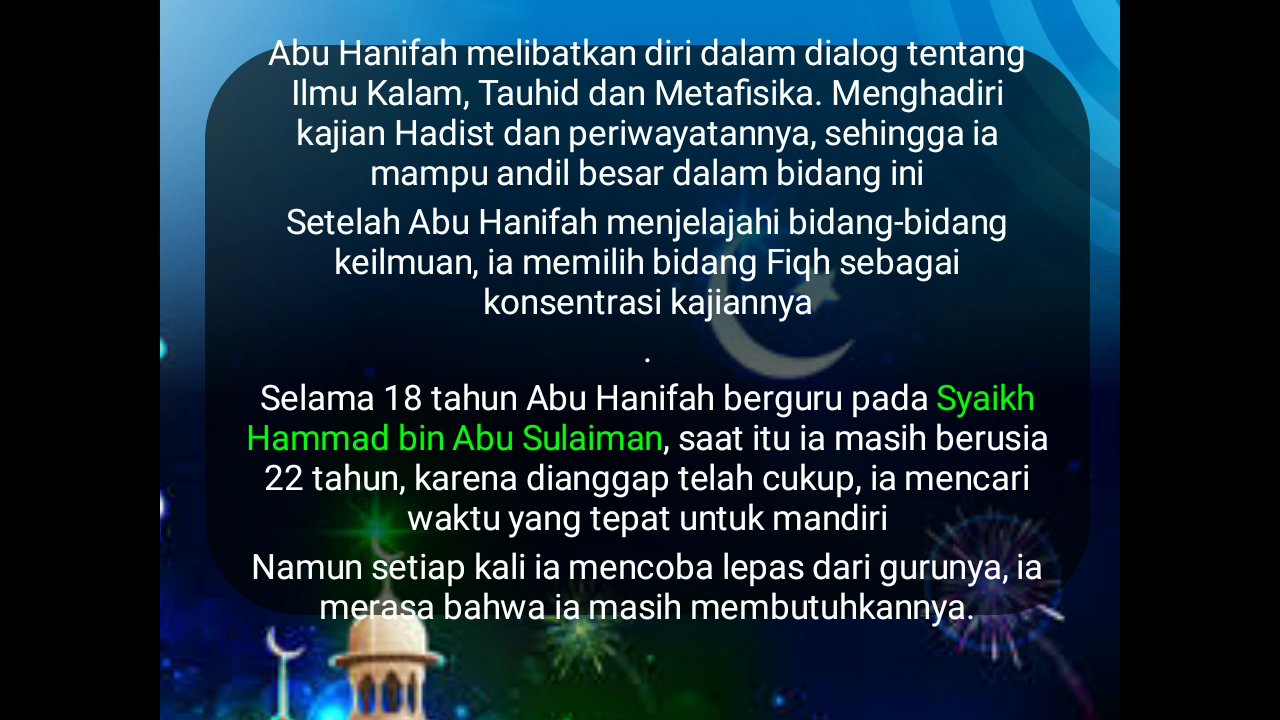 Abu Hanifah melibatkan diri dalam dialog tentang
Ilmu Kalam, Tauhid dan Metafisika. Menghadiri
kajian Hadist dan periwayatannya, sehingga ia
mampu andil besar dalam bidang ini
Setelah Abu Hanifah menjelajahi bidang-bidang
keilmuan, ia memilih bidang Fiqh sebagai
konsentrasi kajiannya
.
Selama 18 tahun Abu Hanifah berguru pada Syaikh
Hammad bin Abu Sulaiman, saat itu ia masih berusia
22 tahun, karena dianggap telah cukup, ia mencari
waktu yang tepat untuk mandiri
Namun setiap kali ia mencoba lepas dari gurunya, ia
merasa bahwa ia masih membutuhkannya.